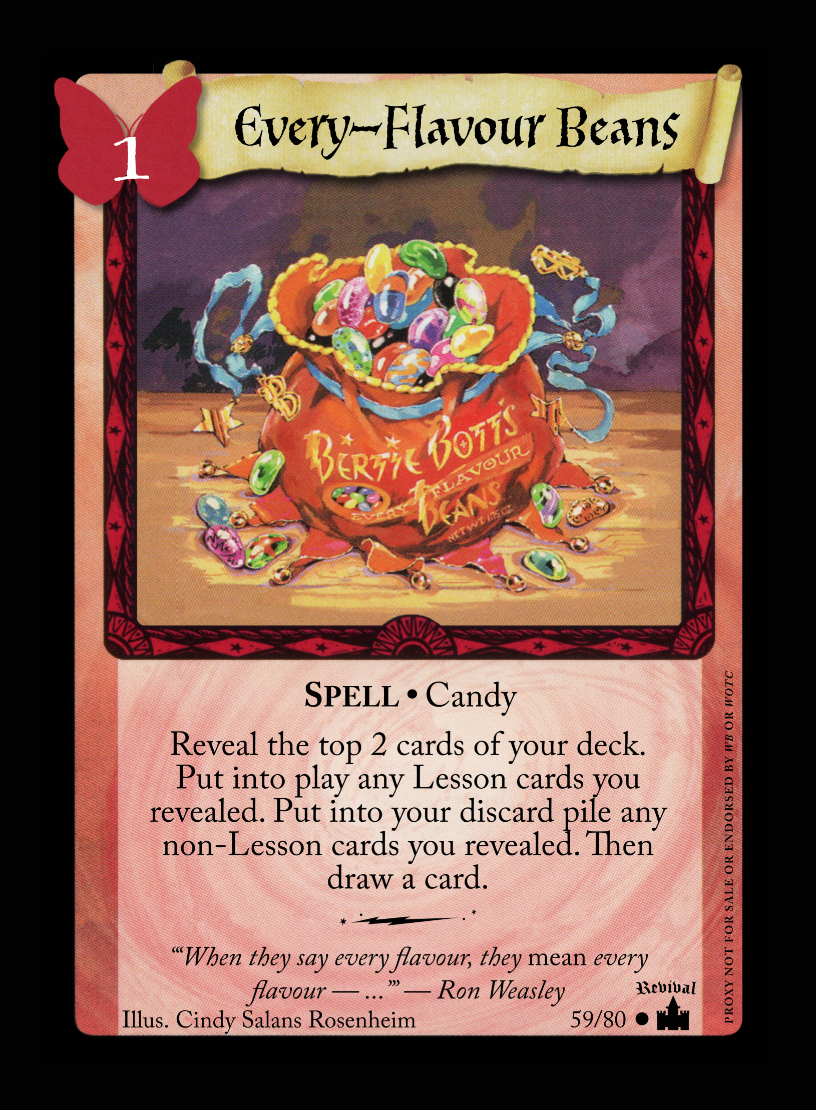 1
Every–Flavour Beans
BERTIE BOTT'S
EVERY FLAVOUR
BEANS
SPELL • Candy
Reveal the top 2 cards of your deck.
Put into play any Lesson cards you
revealed. Put into your discard pile any
non-Lesson cards you revealed. Then
draw a card.
“‘When they say every flavour, they mean every
flavour — ...’” — Ron Weasley
Revival
Illus. Cindy Salans Rosenheim
59/80 ●
PROXY NOT FOR SALE OR ENDORSED BY WB OR WOTC